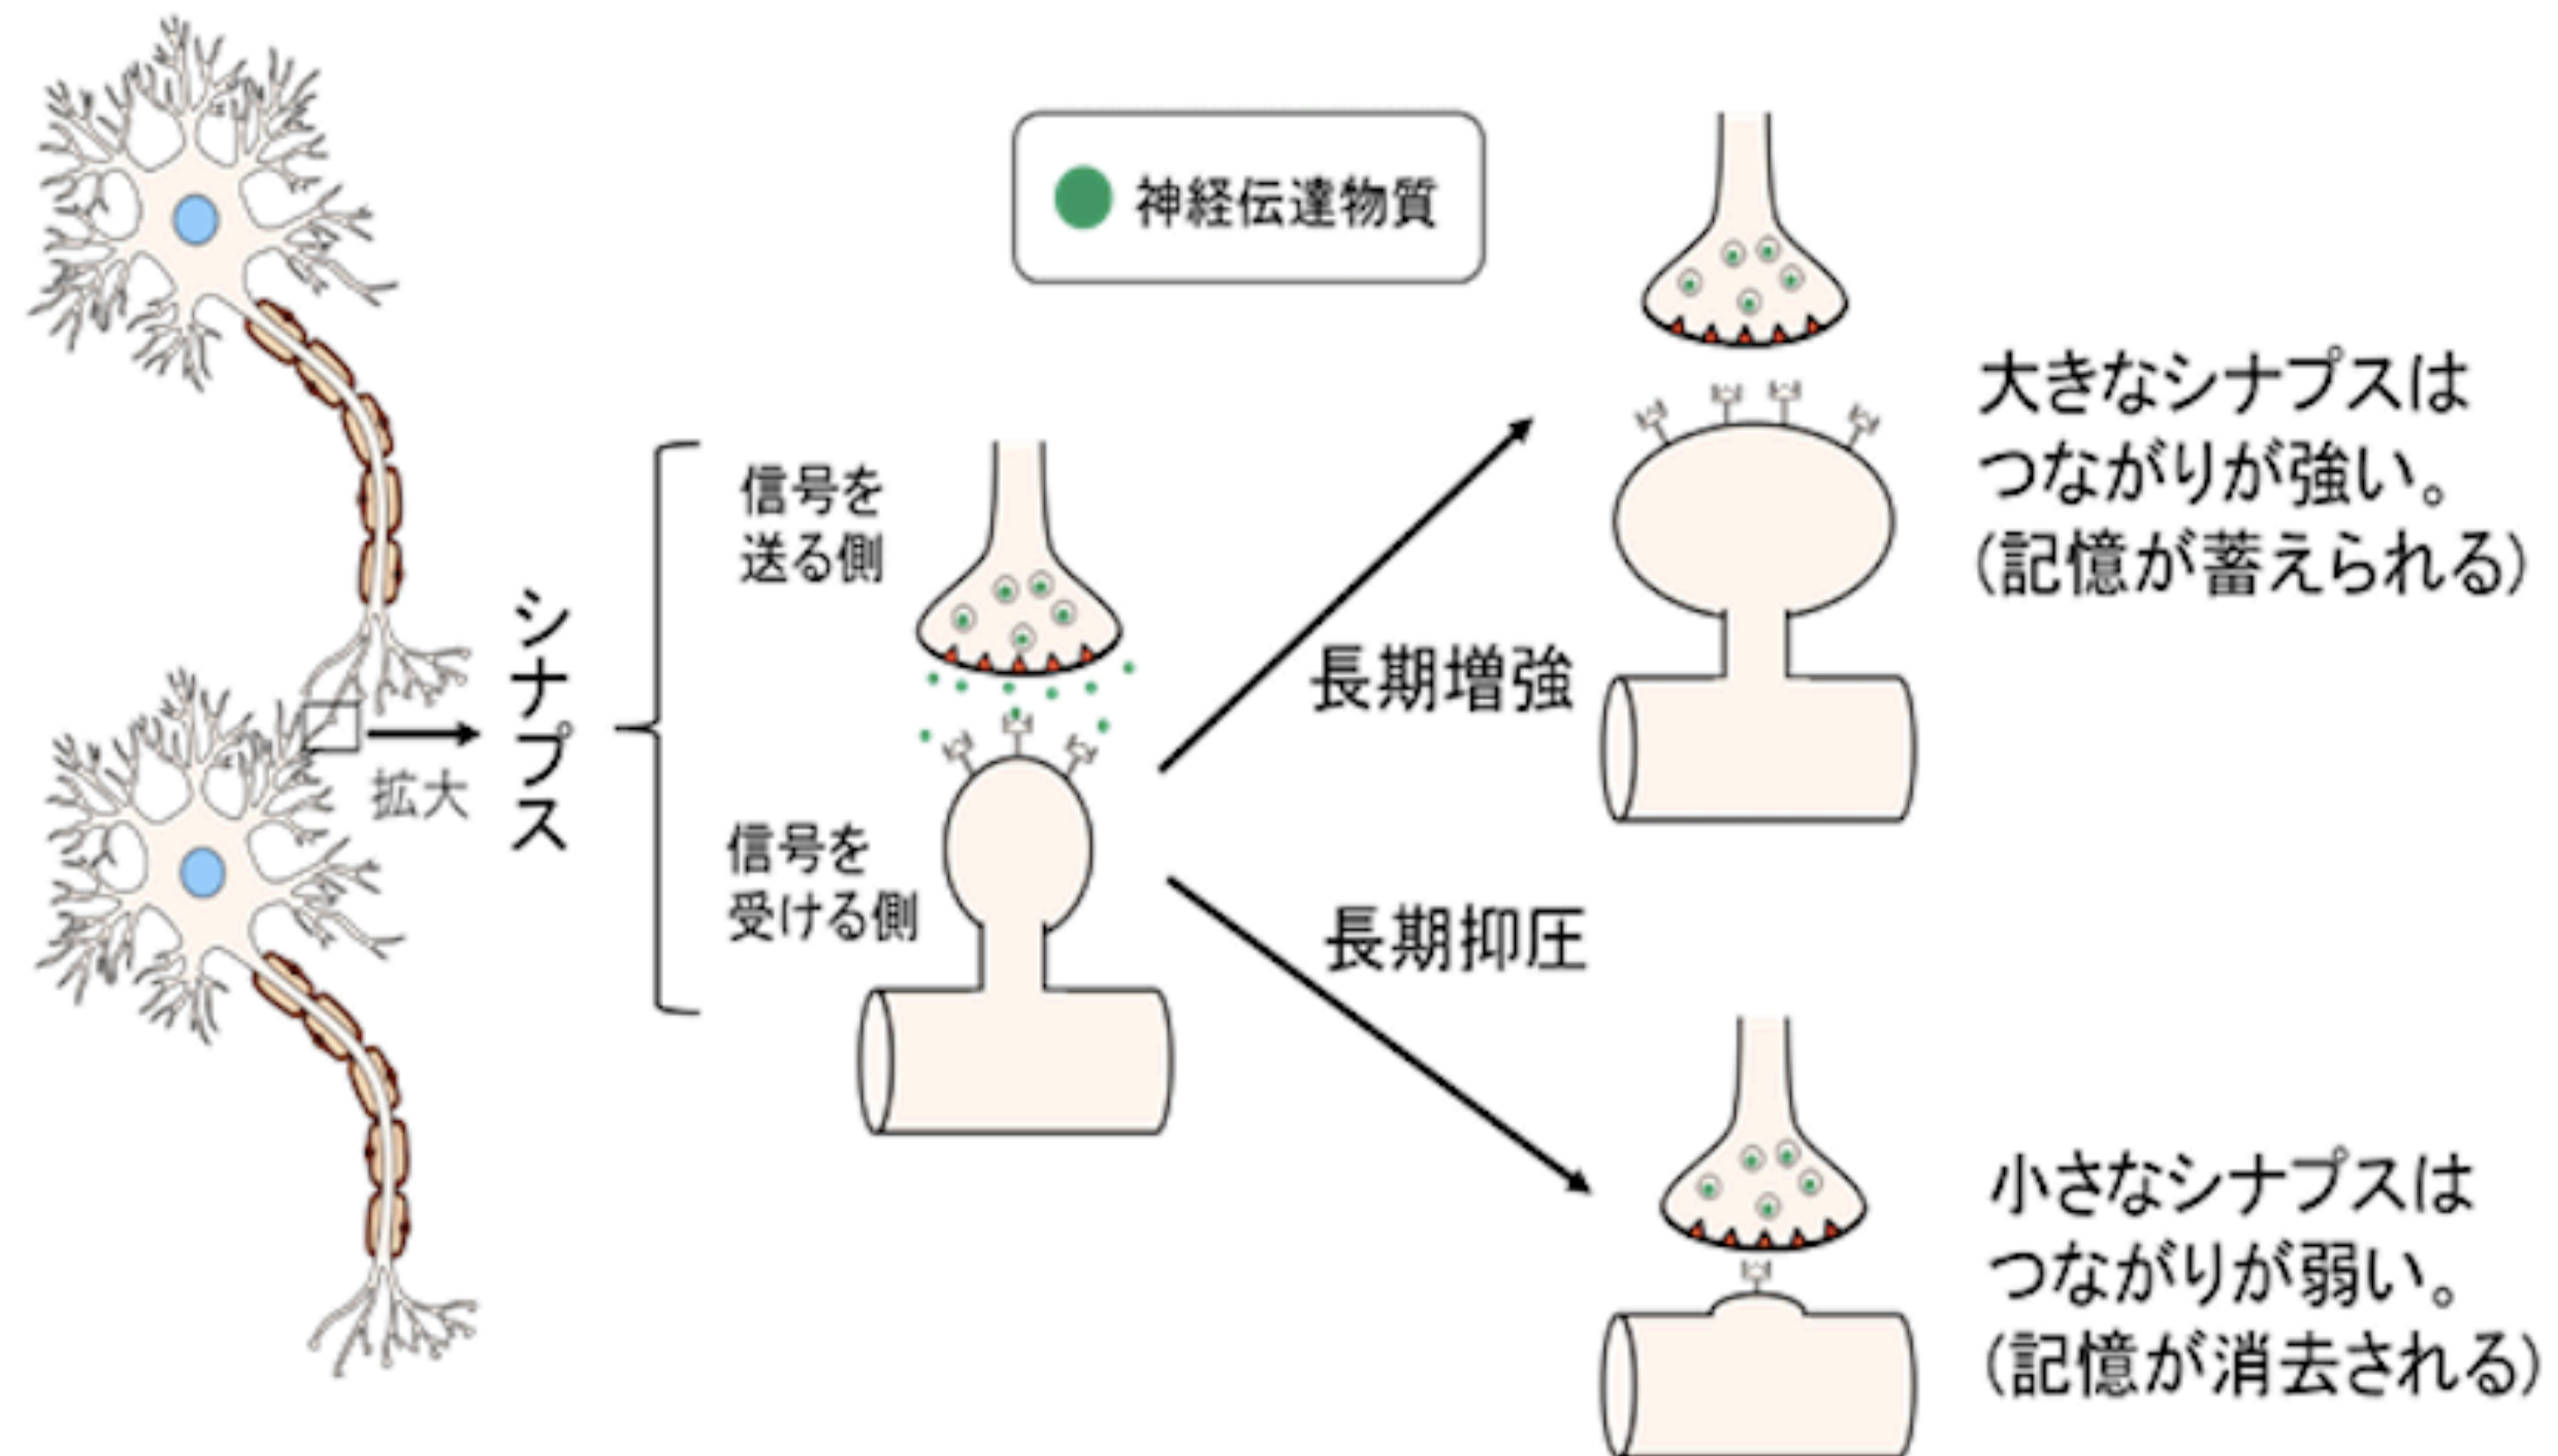 神経伝達物質
大きなシナプスは
つながりが強い。
(記憶が蓄えられる)
信号を
送る側
シナプス
拡大
長期増強
信号を
受ける側
長期抑圧
小さなシナプスは
つながりが弱い。
(記憶が消去される)